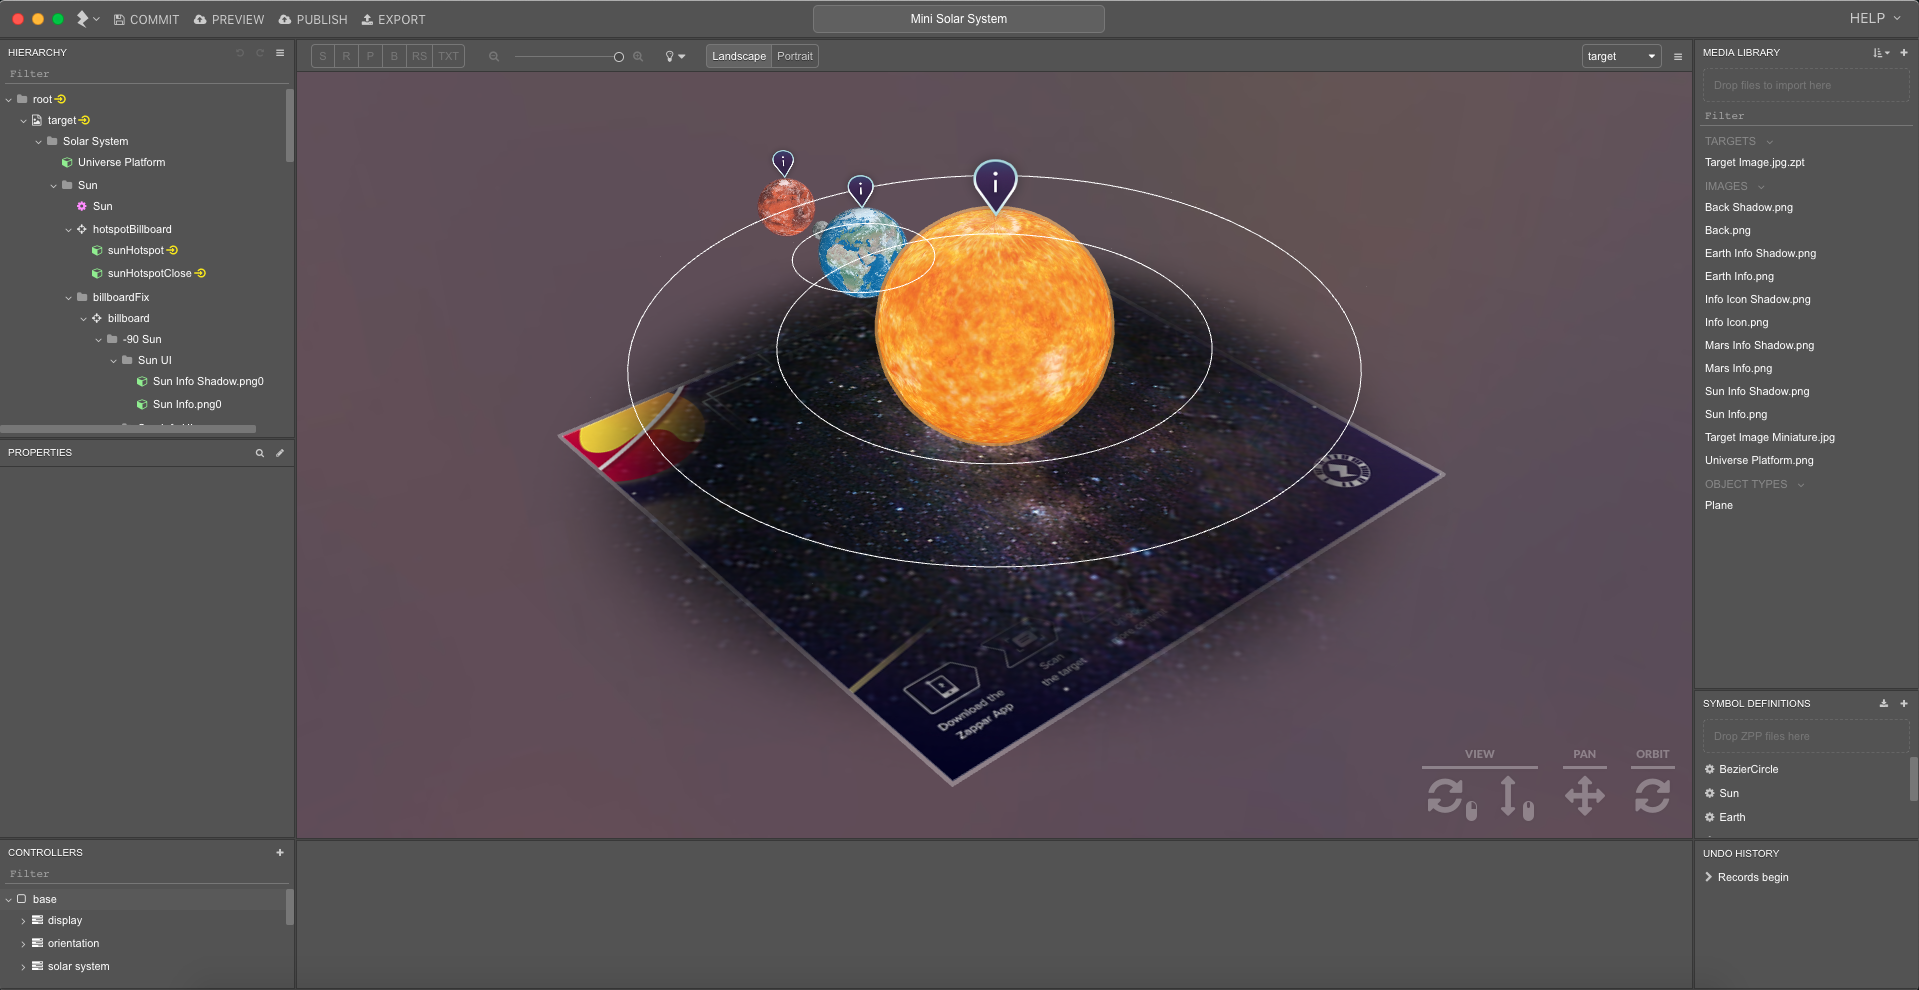 COMMIT PREVIEW PUBLISH EXPORT
Mini Solar System
HELP
HIERARCHY
Filter
root
target
Solar System
Universe Platform
Sun
Sun
hotspotBillboard
sunHotspot
sunHotspotClose
billboardFix
billboard
-90 Sun
Sun UI
Sun Info Shadow.png0
Sun Info.png0
PROPERTIES
CONTROLLERS
Filter
base
display
orientation
solar system
S R P B RS TXT
Landscape Portrait
target
i
i
i
Scan
the target
Download the
Zappar App
VIEW PAN ORBIT
MEDIA LIBRARY
Drop files to import here
Filter
TARGETS
Target Image.jpg.zpt
IMAGES
Back Shadow.png
Back.png
Earth Info Shadow.png
Earth Info.png
Info Icon Shadow.png
Info Icon.png
Mars Info Shadow.png
Mars Info.png
Sun Info Shadow.png
Sun Info.png
Target Image Miniature.jpg
Universe Platform.png
OBJECT TYPES
Plane
SYMBOL DEFINITIONS
Drop ZPP files here
BezierCircle
Sun
Earth
UNDO HISTORY
Records begin